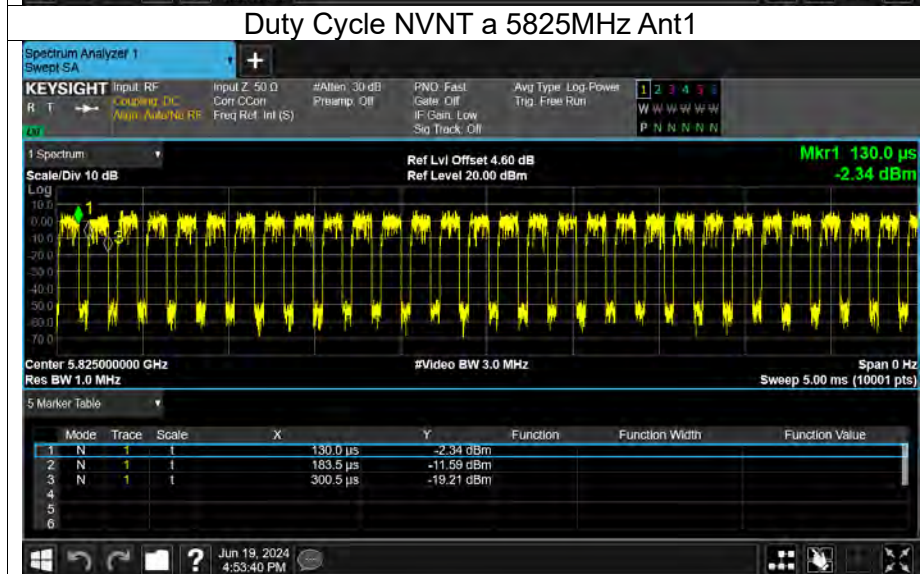 Duty Cycle NVNT a 5825MHz Ant1
Spectrum Analyzer 1
Swept SA
+
KEYSIGHT Input: RF Input Z: 50 Ω #Atten: 30 dB PNO: Fast Avg Type: Log-Power 1 2 3 4 5 6
R T Coupling: DC Corr CCorr Preamp: Off Gate: Off Trig: Free Run W W W W W W
Align: Auto/No RF Freq Ref: Int (S) IF Gain: Low
Sig Track: Off P N N N N N
1 Spectrum Ref Lvl Offset 4.60 dB Mkr1 130.0 µs
Scale/Div 10 dB Ref Level 20.00 dBm -2.34 dBm
Log
10.0
0.00
-10.0
-20.0
-30.0
-40.0
-50.0
-60.0
-70.0
1
3
Center 5.825000000 GHz #Video BW 3.0 MHz Span 0 Hz
Res BW 1.0 MHz Sweep 5.00 ms (10001 pts)
5 Marker Table
Mode Trace Scale X Y Function Function Width Function Value
1 N 1 t 130.0 µs -2.34 dBm
2 N 1 t 183.5 µs -11.59 dBm
3 N 1 t 300.5 µs -19.21 dBm
4
5
6
? Jun 19, 2024
4:53:40 PM